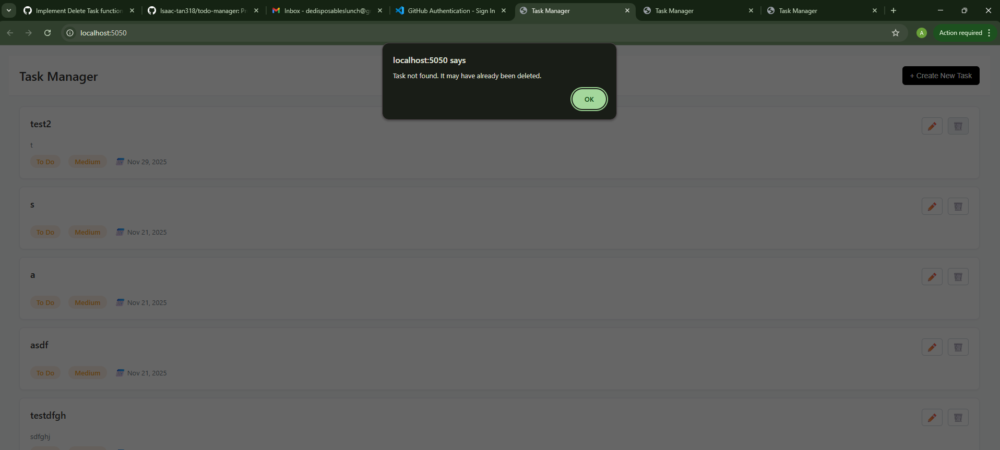 Implement Delete Task function
Isaac-tan318/todo-manager: Pr
Inbox - dedisposableslunch@g
GitHub Authentication - Sign In
Task Manager
Task Manager
Task Manager
localhost:5050
A
Action required
localhost:5050 says
Task not found. It may have already been deleted.
OK
Task Manager
+ Create New Task
test2
t
To Do Medium Nov 29, 2025
s
To Do Medium Nov 21, 2025
a
To Do Medium Nov 21, 2025
asdf
To Do Medium Nov 21, 2025
testdfgh
sdfghj